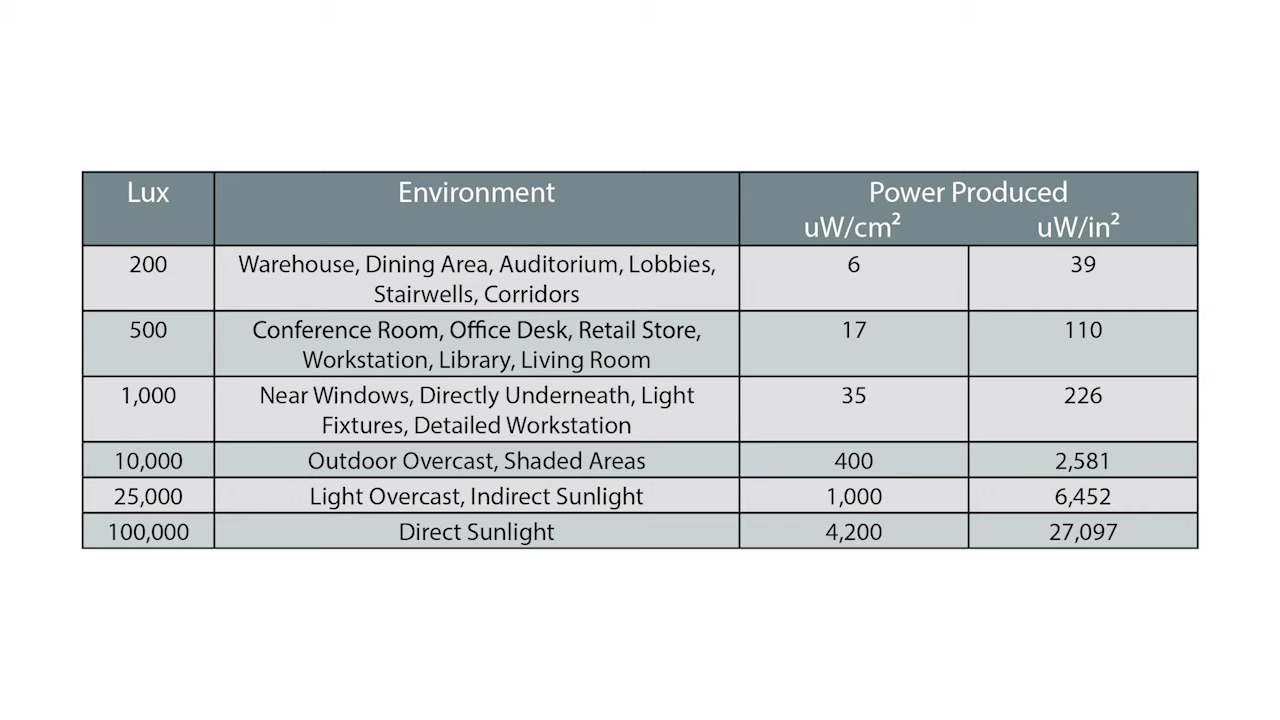 Lux Environment Power Produced
uW/cm² uW/in²
200 Warehouse, Dining Area, Auditorium, Lobbies, 6 39
Stairwells, Corridors
500 Conference Room, Office Desk, Retail Store, 17 110
Workstation, Library, Living Room
1,000 Near Windows, Directly Underneath, Light 35 226
Fixtures, Detailed Workstation
10,000 Outdoor Overcast, Shaded Areas 400 2,581
25,000 Light Overcast, Indirect Sunlight 1,000 6,452
100,000 Direct Sunlight 4,200 27,097